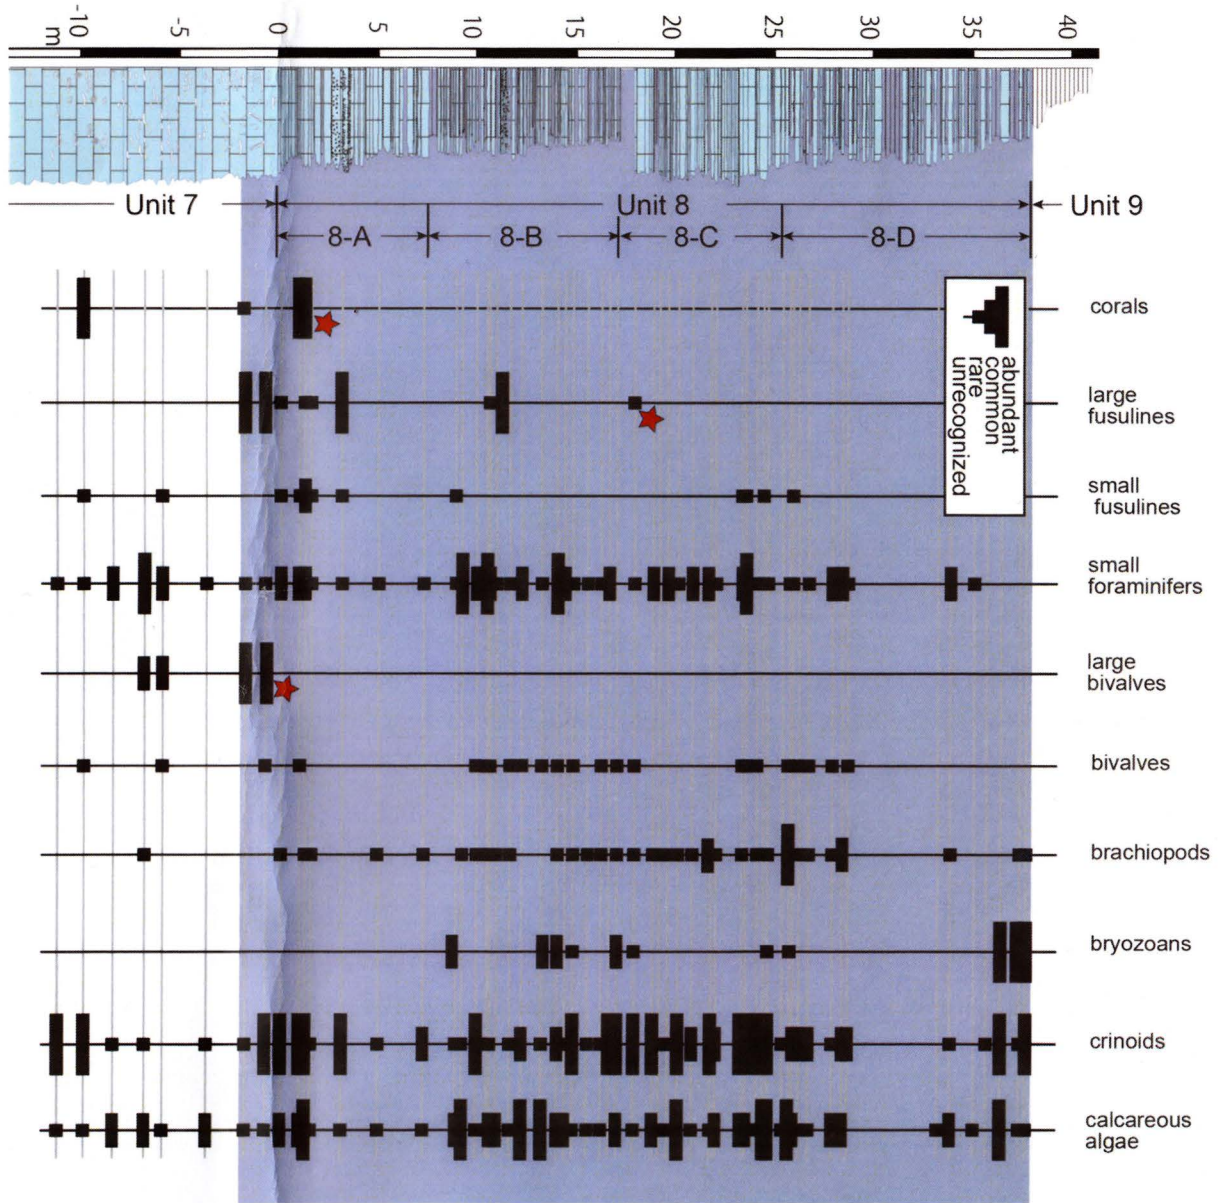 -10
-5
0
5
10
15
20
25
30
35
40
m
Unit 7
Unit 8
Unit 9
8-A
8-B
8-C
8-D
abundant
common
rare
unrecognized
corals
large
fusulines
small
fusulines
small
foraminifers
large
bivalves
bivalves
brachiopods
bryozoans
crinoids
calcareous
algae